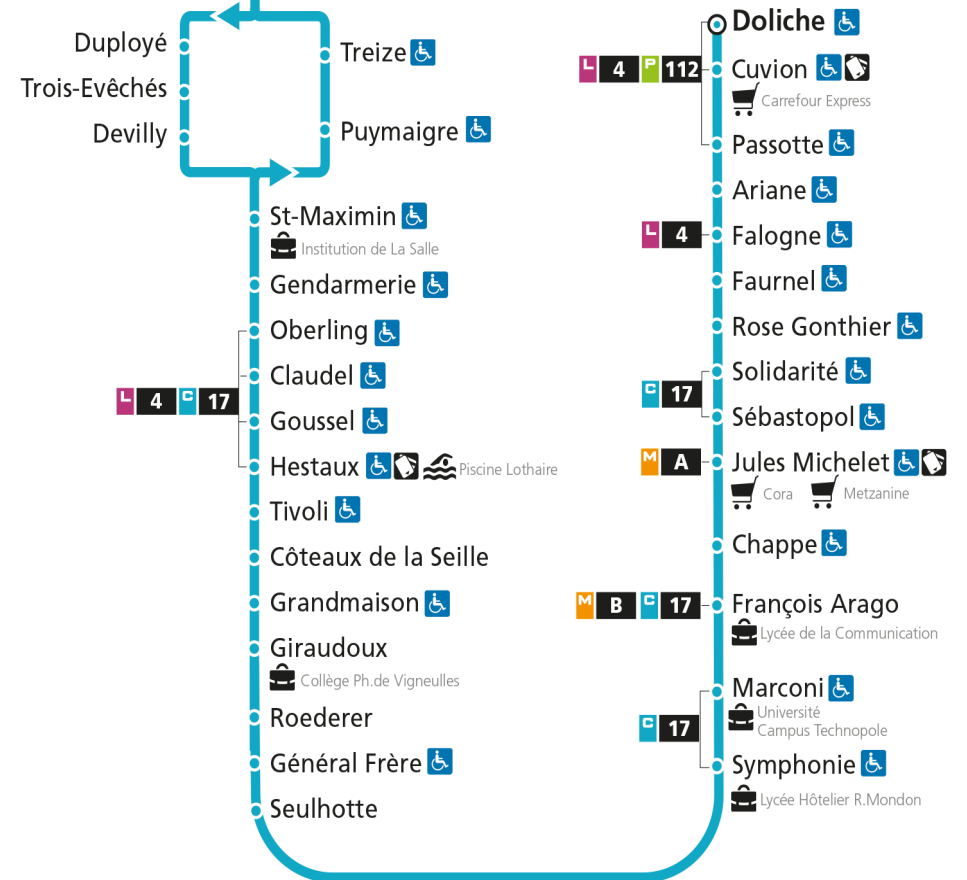 Duployé
Trois-Evêchés
Devilly
Treize
Puymaigre
St-Maximin
Institution de La Salle
Gendarmerie
Oberling
Claudel
L 4 C 17
Goussel
Hestaux Piscine Lothaire
Tivoli
Côteaux de la Seille
Grandmaison
Giraudoux
Collège Ph.de Vigneulles
Roederer
Général Frère
Seulhotte
Doliche
L 4 P 112 Cuvion
Carrefour Express
Passotte
Ariane
L 4 Falogne
Faurnel
Rose Gonthier
Solidarité
C 17
Sébastopol
M A Jules Michelet
Cora Metzanine
Chappe
M B C 17 François Arago
Lycée de la Communication
Marconi
Université
Campus Technopole
C 17
Symphonie
Lycée Hôtelier R.Mondon